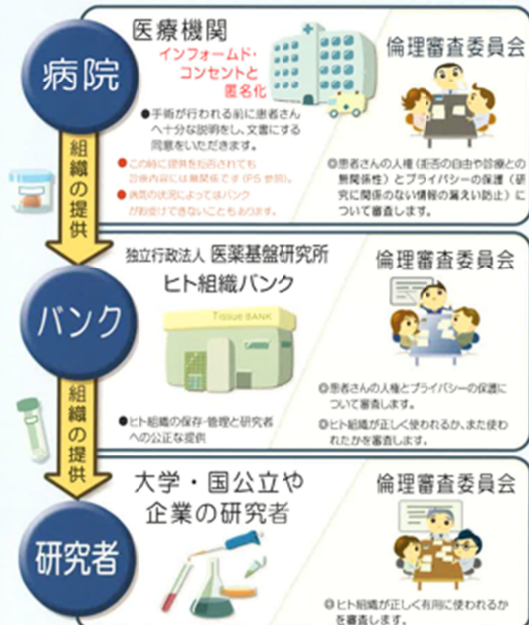 病院
組織の提供
医療機関
インフォームド・
コンセントと
匿名化
●手術が行われる前に患者さん
へ十分な説明をし、文書にする
同意をいただきます。
●この時に提供を拒否されても
診療内容には無関係です(P5 参照)。
●病気の状況によってはバンク
がお受けできないこともあります。
倫理審査委員会
◎患者さんの人権(拒否の自由や診療との
無関係性)とプライバシーの保護(研
究に関係のない情報の漏えい防止)に
ついて審査します。
バンク
組織の提供
独立行政法人 医薬基盤研究所
ヒト組織バンク
Tissue BANK
●ヒト組織の保存・管理と研究者
への公正な提供
倫理審査委員会
◎患者さんの人権とプライバシーの保護に
ついて審査します。
◎ヒト組織が正しく使われるか、また使わ
れたかを審査します。
研究者
大学・国公立や
企業の研究者
倫理審査委員会
◎ヒト組織が正しく有用に使われるか
を審査します。